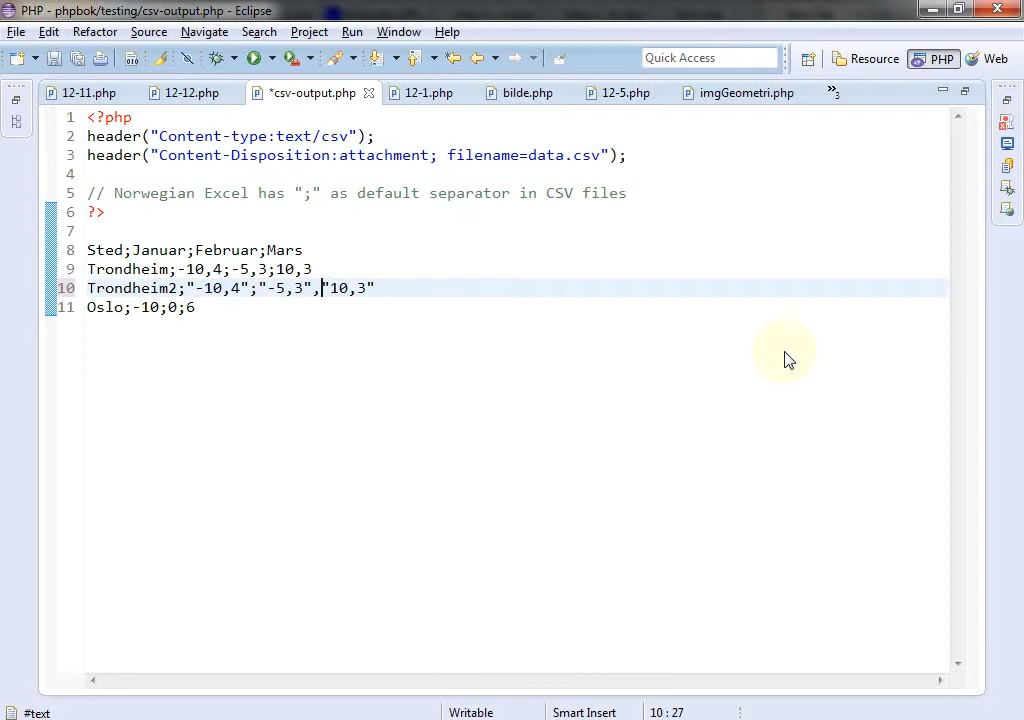 PHP - phpbok/testing/csv-output.php - Eclipse
File Edit Refactor Source Navigate Search Project Run Window Help
Quick Access Resource PHP Web
12-11.php 12-12.php *csv-output.php 12-1.php bilde.php 12-5.php imgGeometri.php »3
1 <?php
2 header("Content-type:text/csv");
3 header("Content-Disposition:attachment; filename=data.csv");
4
5 // Norwegian Excel has ";" as default separator in CSV files
6 ?>
7
8 Sted;Januar;Februar;Mars
9 Trondheim;-10,4;-5,3;10,3
10 Trondheim2;"-10,4";"-5,3","10,3"
11 Oslo;-10;0;6
#text Writable Smart Insert 10 : 27